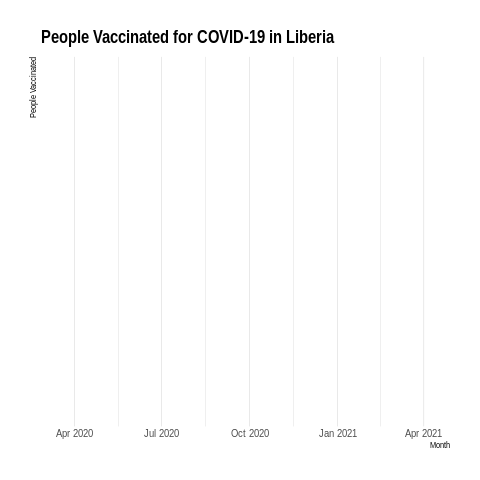 People Vaccinated for COVID-19 in Liberia
People Vaccinated
Apr 2020
Jul 2020
Oct 2020
Jan 2021
Apr 2021
Month